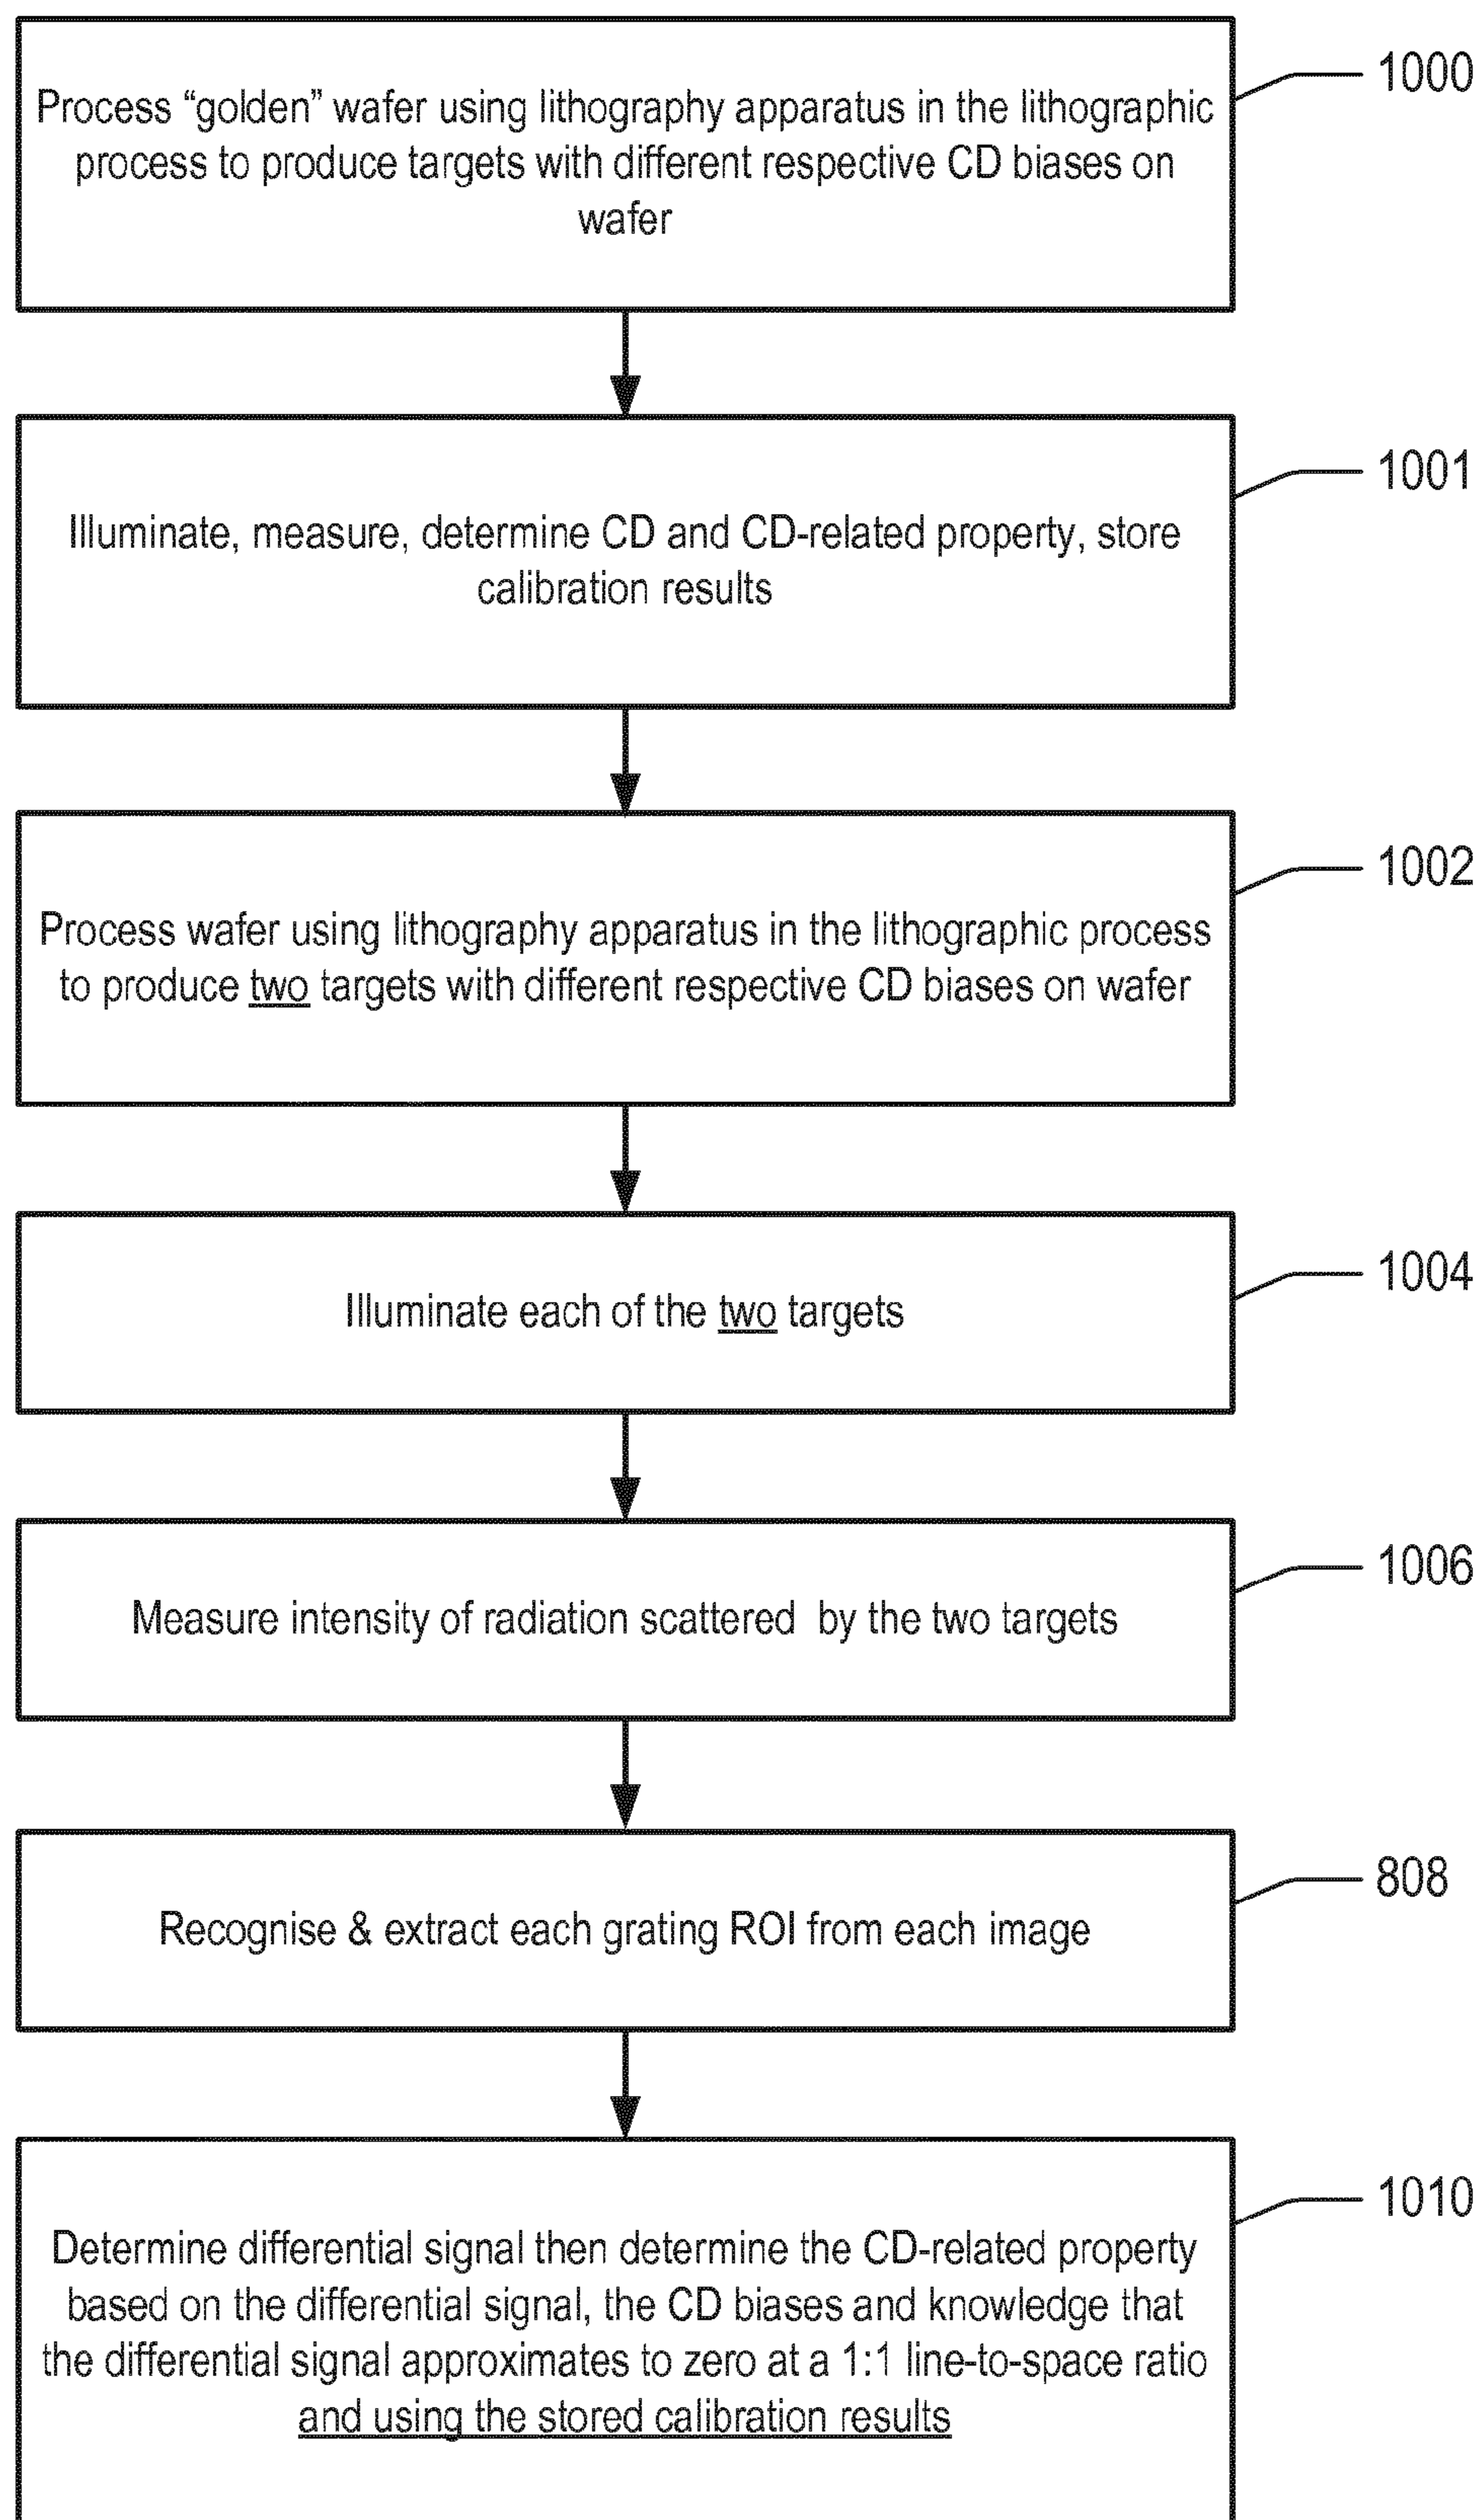 Process “golden” wafer using lithography apparatus in the lithographic
process to produce targets with different respective CD biases on
wafer
1000
Illuminate, measure, determine CD and CD-related property, store
calibration results
1001
Process wafer using lithography apparatus in the lithographic process
to produce two targets with different respective CD biases on wafer
1002
Illuminate each of the two targets
1004
Measure intensity of radiation scattered by the two targets
1006
Recognise & extract each grating ROI from each image
808
Determine differential signal then determine the CD-related property
based on the differential signal, the CD biases and knowledge that
the differential signal approximates to zero at a 1:1 line-to-space ratio
and using the stored calibration results
1010